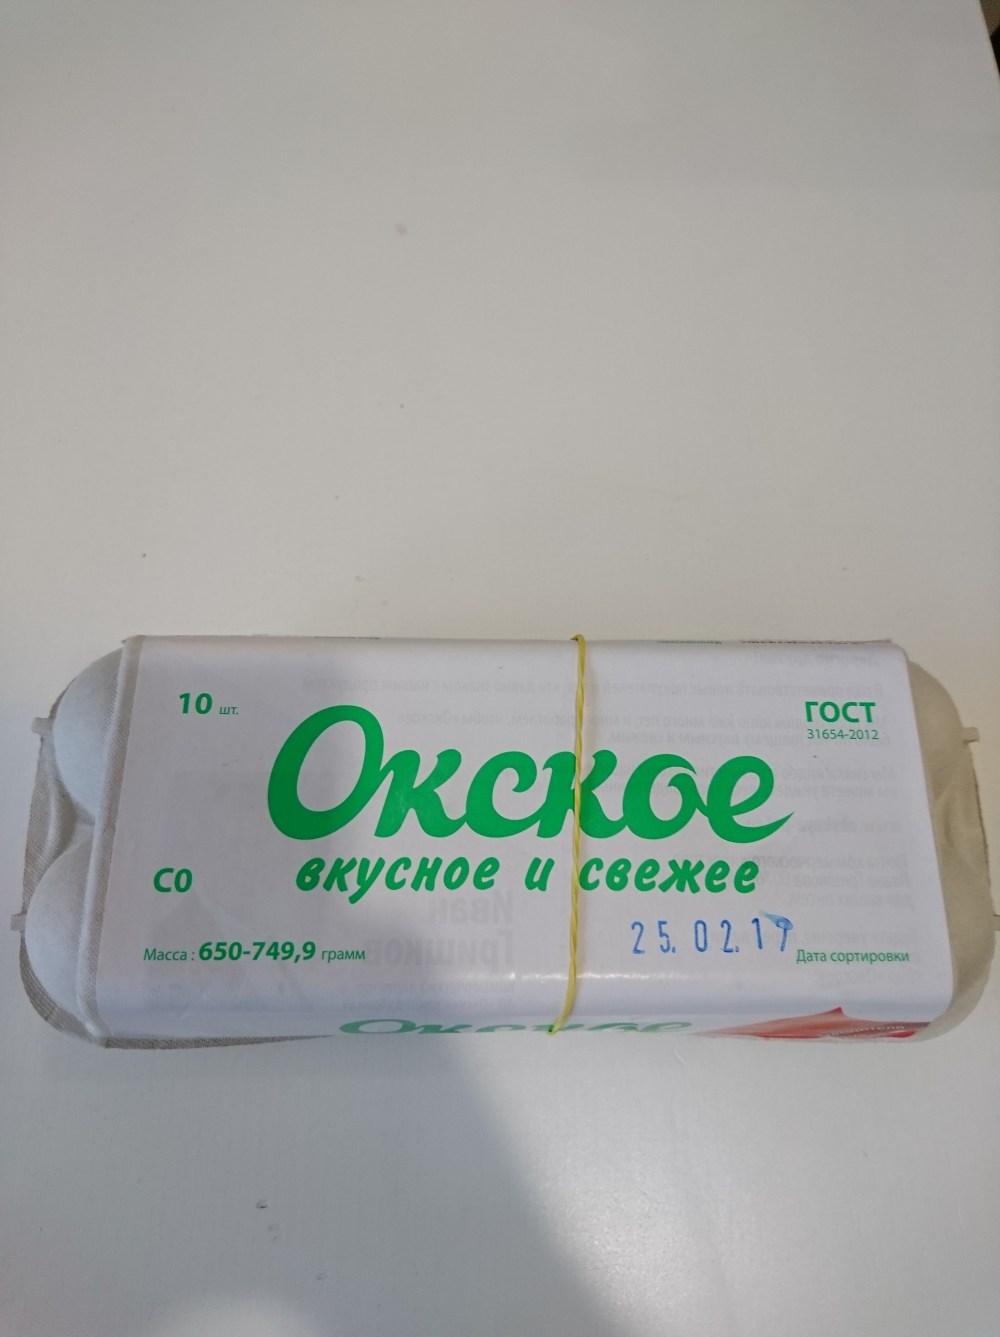 10 шт.
ГОСТ
31654-2012
Окское
вкусное и свежее
С0
25.02.17
Масса : 650-749,9 грамм
Дата сортировки
Окское